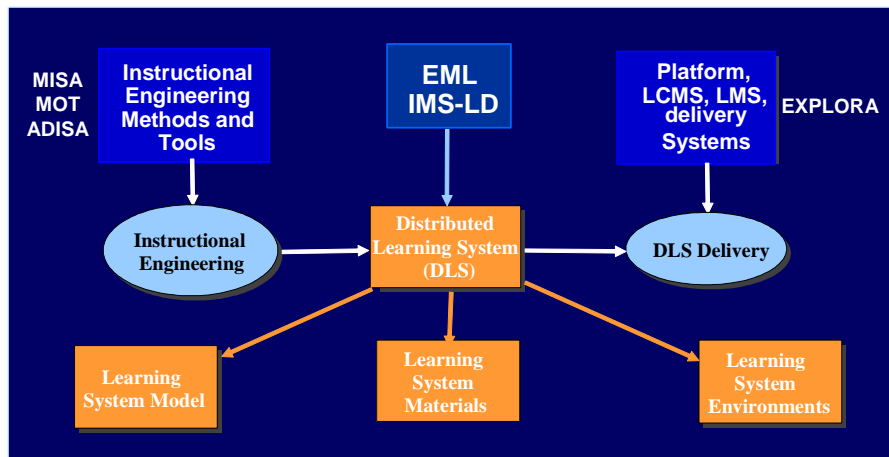 MISA
MOT
ADISA
Instructional
Engineering
Methods and
Tools
EML
IMS-LD
Platform,
LCMS, LMS,
delivery
Systems
EXPLORA
Instructional
Engineering
Distributed
Learning System
(DLS)
DLS Delivery
Learning
System Model
Learning
System
Materials
Learning
System
Environments